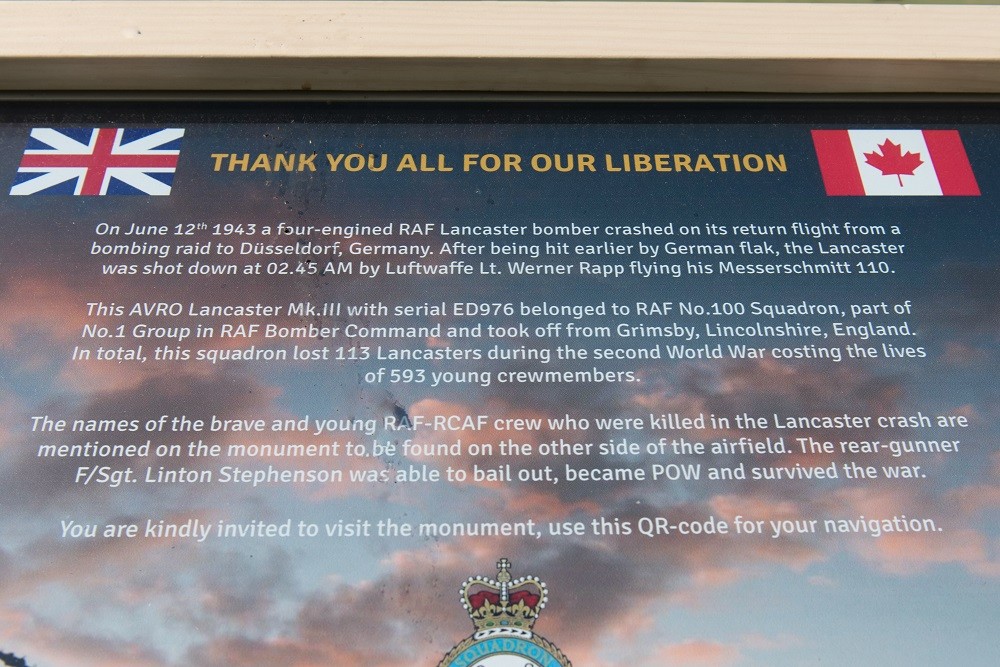 THANK YOU ALL FOR OUR LIBERATION
On June 12th 1943 a four-engined RAF Lancaster bomber crashed on its return flight from a
bombing raid to Düsseldorf, Germany. After being hit earlier by German flak, the Lancaster
was shot down at 02.45 AM by Luftwaffe Lt. Werner Rapp flying his Messerschmitt 110.
This AVRO Lancaster Mk.III with serial ED976 belonged to RAF No.100 Squadron, part of
No.1 Group in RAF Bomber Command and took off from Grimsby, Lincolnshire, England.
In total, this squadron lost 113 Lancasters during the second World War costing the lives
of 593 young crewmembers.
The names of the brave and young RAF-RCAF crew who were killed in the Lancaster crash are
mentioned on the monument to be found on the other side of the airfield. The rear-gunner
F/Sgt. Linton Stephenson was able to bail out, became POW and survived the war.
You are kindly invited to visit the monument, use this QR-code for your navigation.
SQUADRON